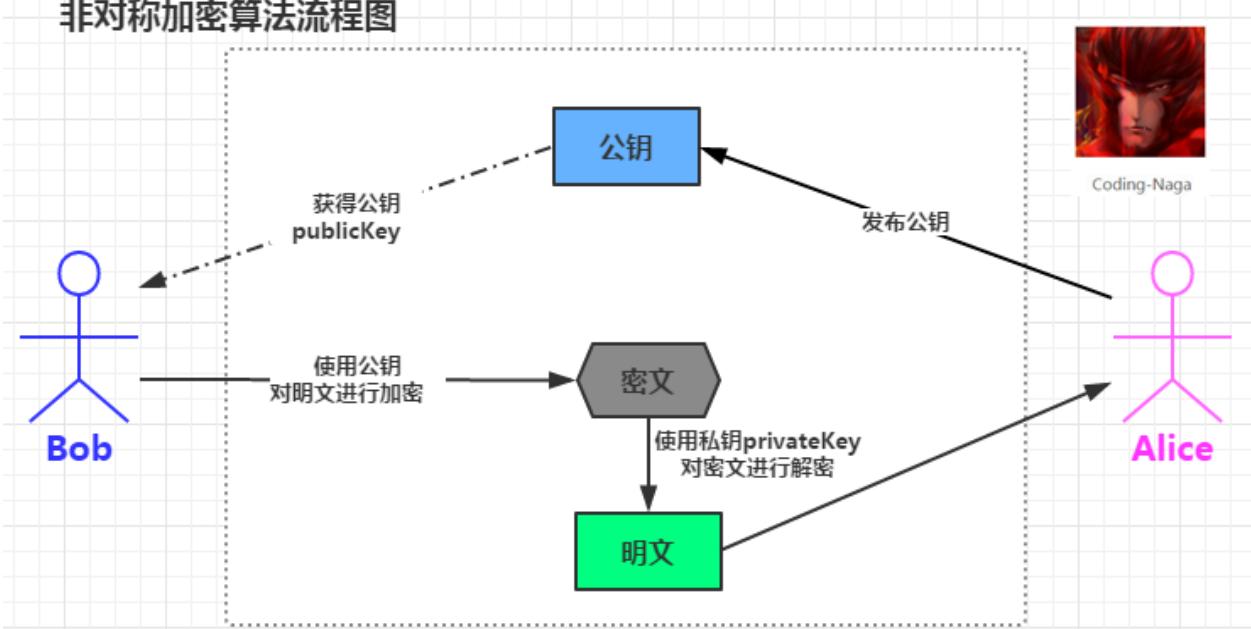 非对称加密算法流程图
公钥
Coding-Naga
获得公钥
publicKey
发布公钥
使用公钥
对明文进行加密
密文
使用私钥privateKey
对密文进行解密
Bob
Alice
明文